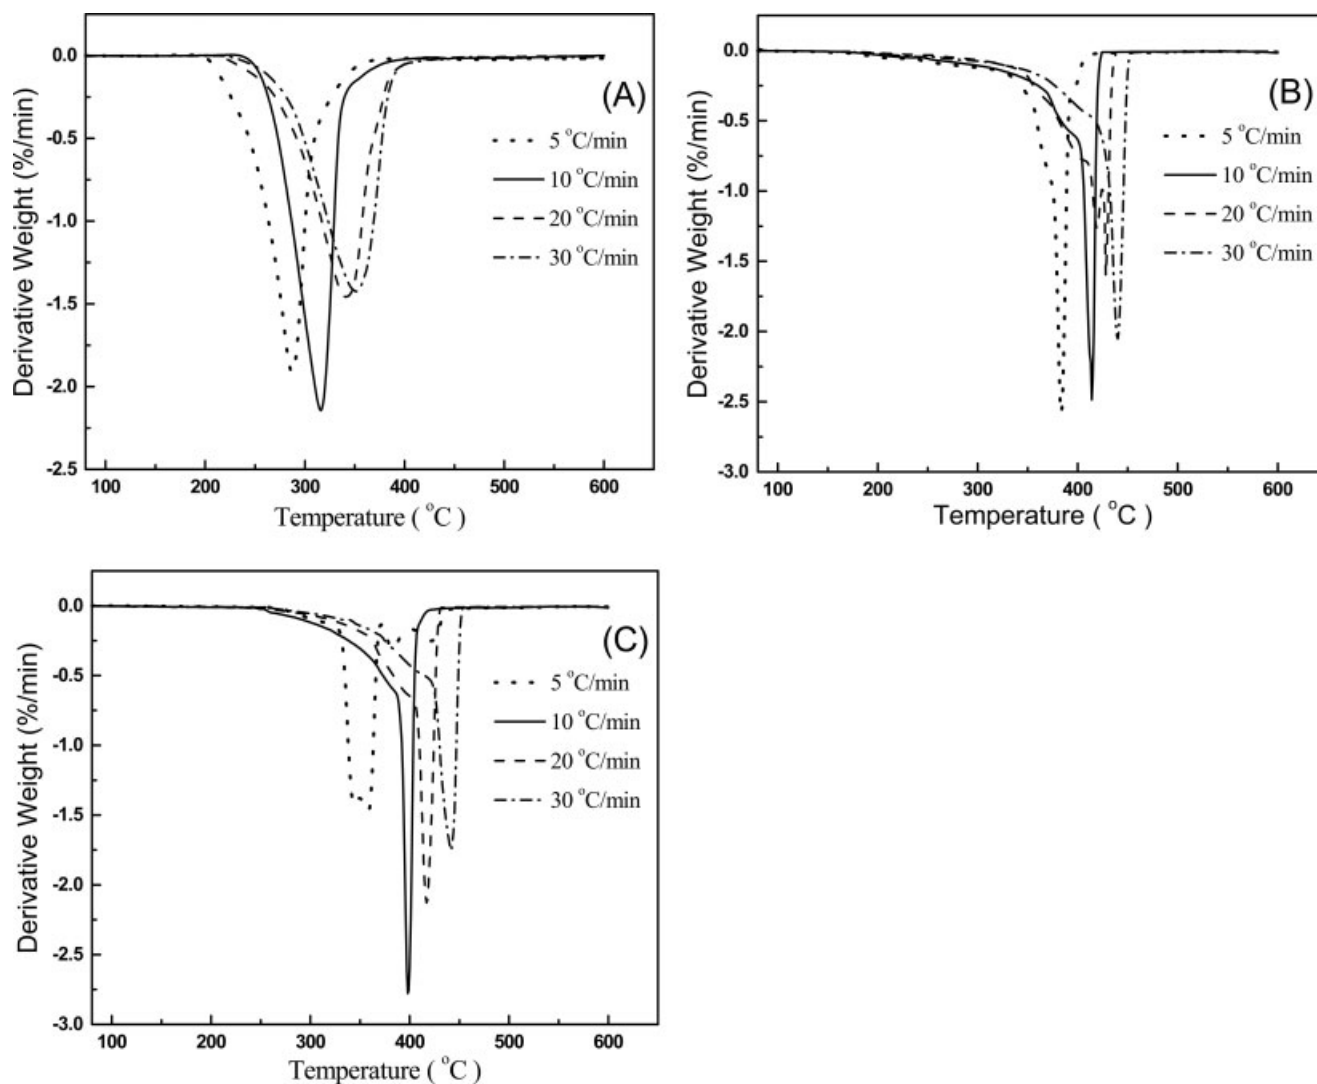 (A)
0.0
-0.5
-1.0
-1.5
-2.0
-2.5
Derivative Weight (%/min)
5 °C/min
10 °C/min
20 °C/min
30 °C/min
100 200 300 400 500 600
Temperature ( °C )
(B)
0.0
-0.5
-1.0
-1.5
-2.0
-2.5
-3.0
Derivative Weight (%/min)
5 °C/min
10 °C/min
20 °C/min
30 °C/min
100 200 300 400 500 600
Temperature ( °C )
(C)
0.0
-0.5
-1.0
-1.5
-2.0
-2.5
-3.0
Derivative Weight (%/min)
5 °C/min
10 °C/min
20 °C/min
30 °C/min
100 200 300 400 500 600
Temperature ( °C )